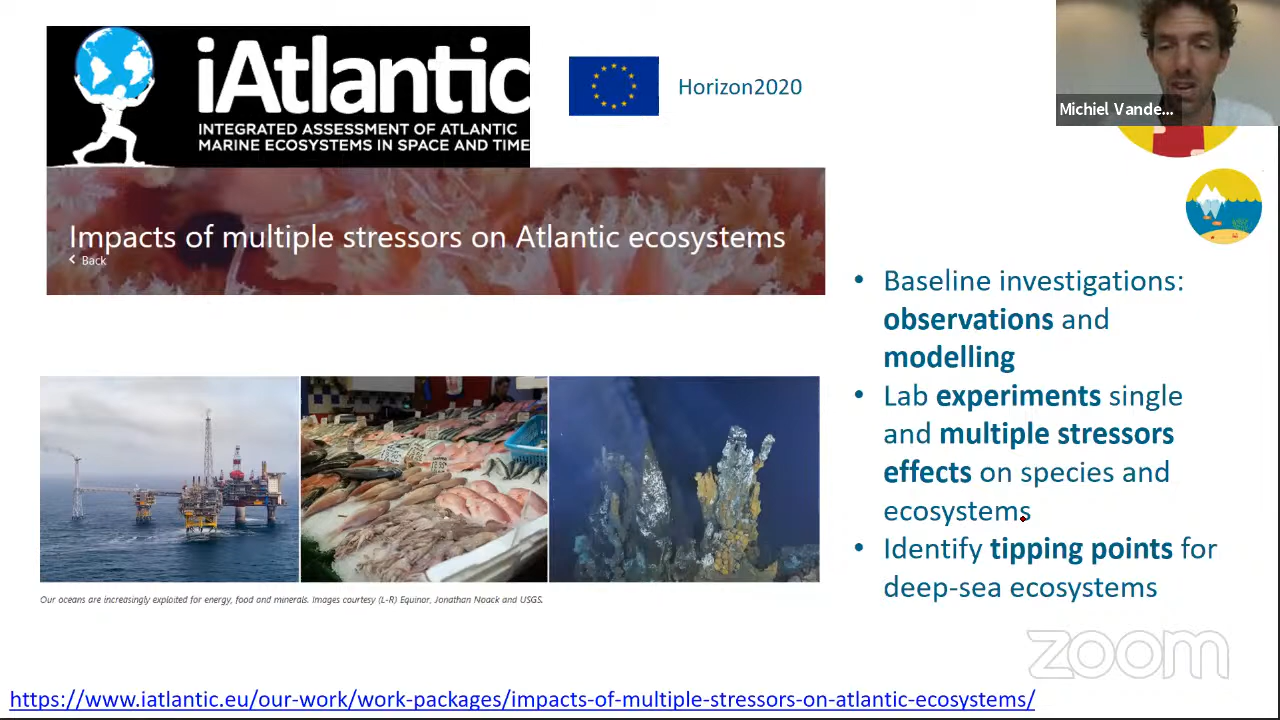 iAtlantic
INTEGRATED ASSESSMENT OF ATLANTIC
MARINE ECOSYSTEMS IN SPACE AND TIME
Horizon2020
Michiel Vande...
Impacts of multiple stressors on Atlantic ecosystems
< Back
• Baseline investigations:
observations and
modelling
• Lab experiments single
and multiple stressors
effects on species and
ecosystems
• Identify tipping points for
deep-sea ecosystems
Our oceans are increasingly exploited for energy, food and minerals. Images courtesy (L-R) Equinor, Jonathan Noack and USGS.
zoom
https://www.iatlantic.eu/our-work/work-packages/impacts-of-multiple-stressors-on-atlantic-ecosystems/